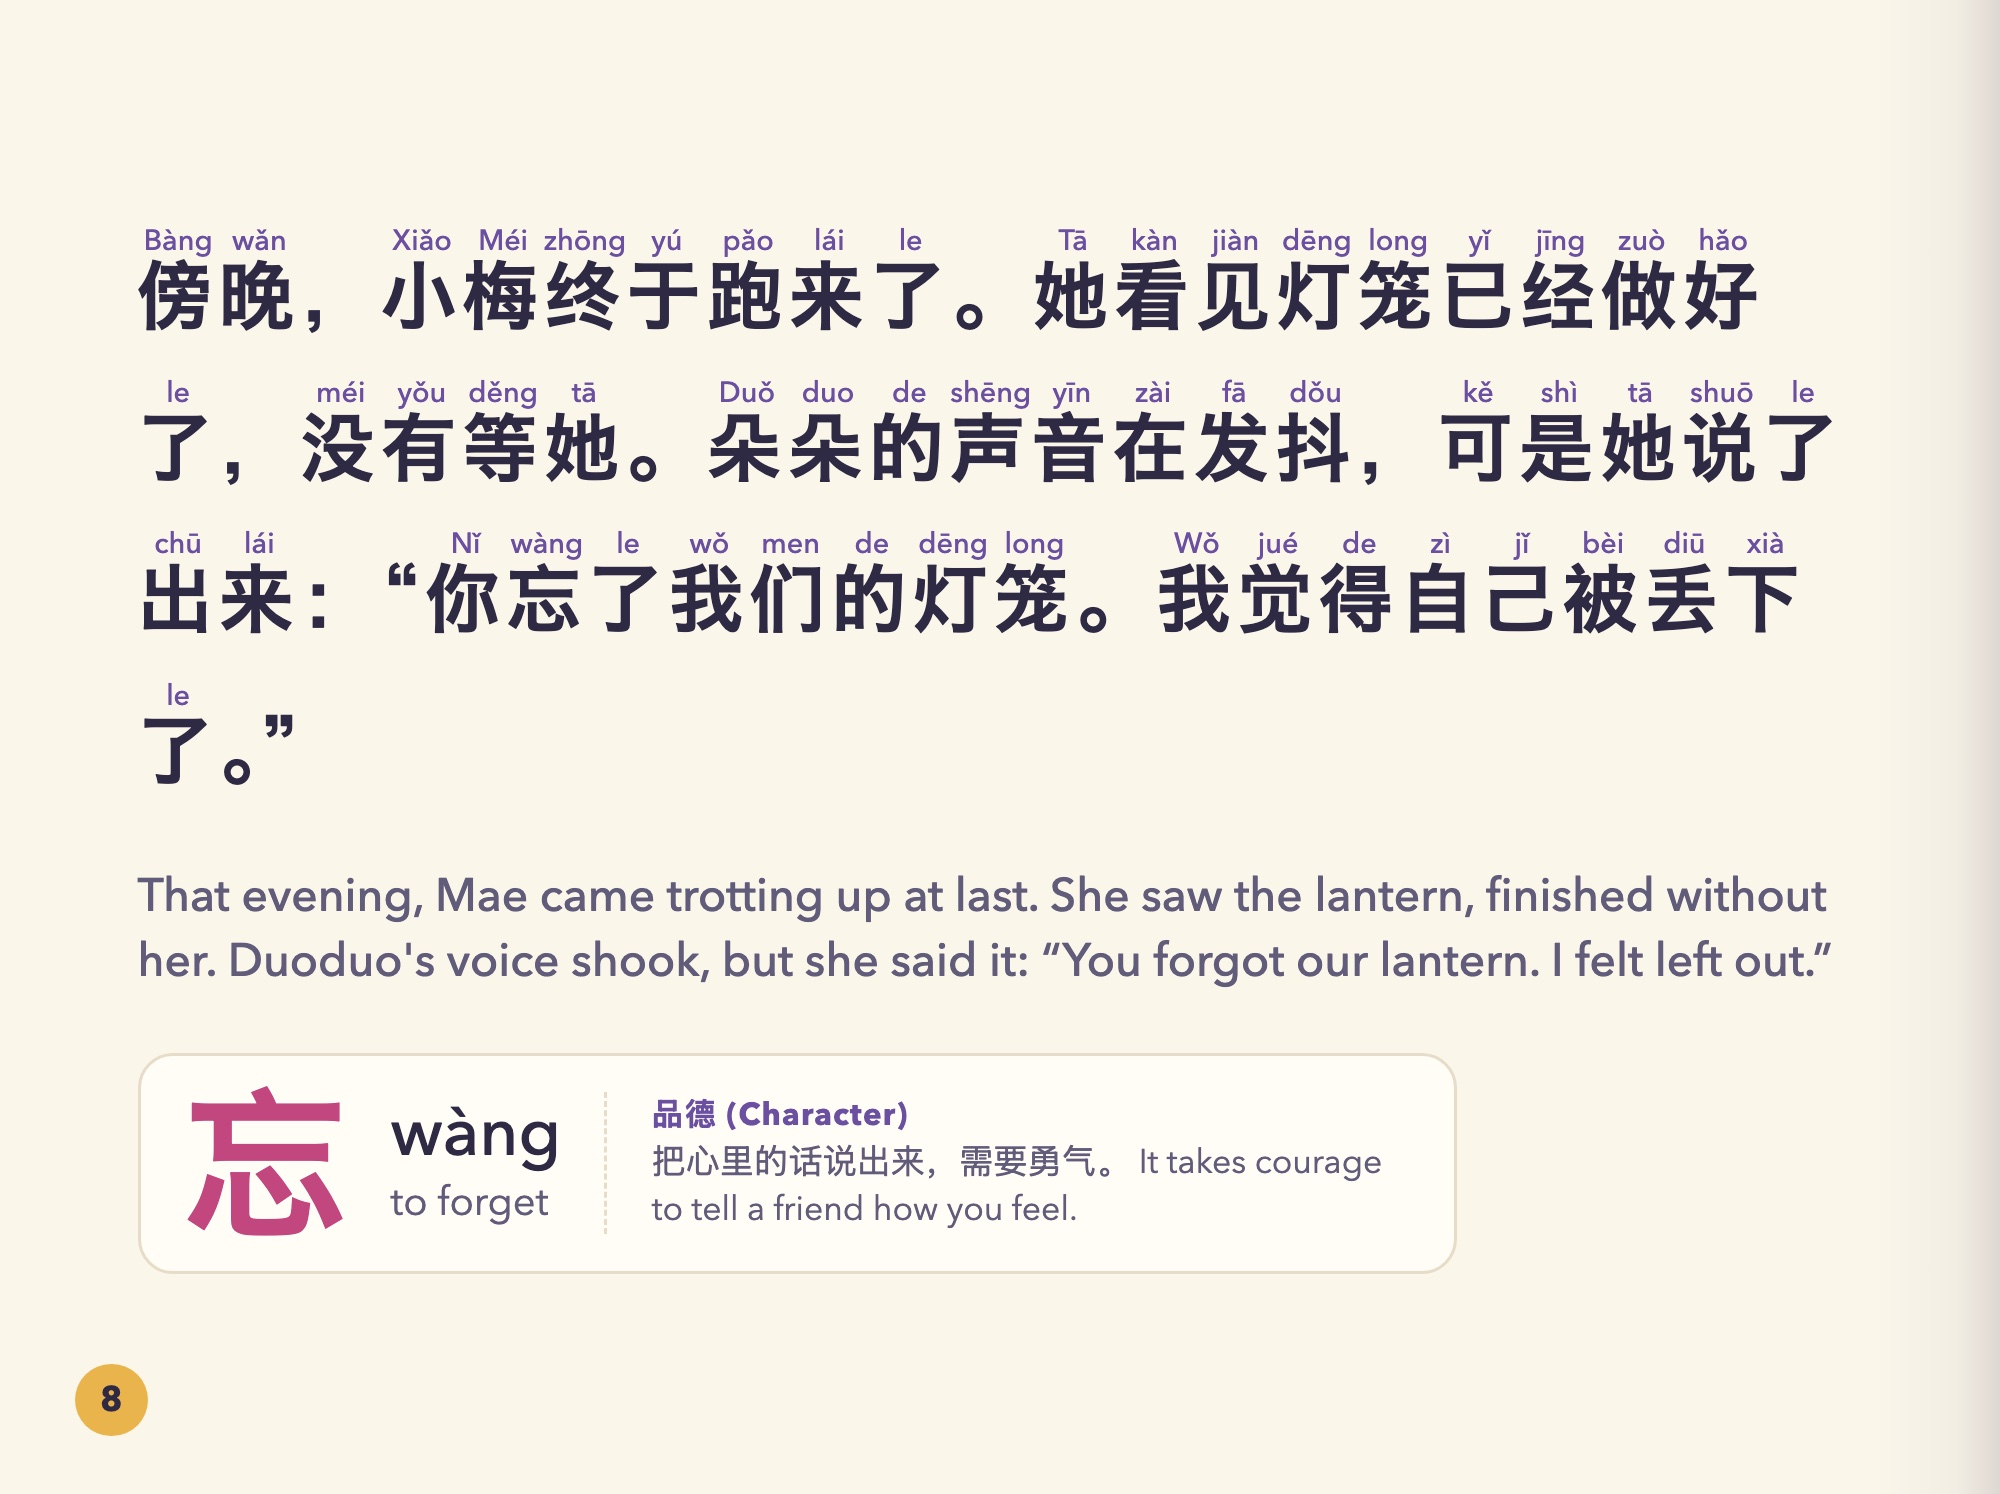 Bàng wǎn Xiǎo Méi zhōng yú pǎo lái le Tā kàn jiàn dēng long yǐ jīng zuò hǎo
傍晚，小梅终于跑来了。她看见灯笼已经做好
le méi yǒu děng tā Duǒ duo de shēng yīn zài fā dǒu kě shì tā shuō le
了，没有等她。朵朵的声音在发抖，可是她说了
chū lái Nǐ wàng le wǒ men de dēng long Wǒ jué de zì jǐ bèi diū xià
出来：“你忘了我们的灯笼。我觉得自己被丢下
le
了。”
That evening, Mae came trotting up at last. She saw the lantern, finished without
her. Duoduo's voice shook, but she said it: “You forgot our lantern. I felt left out.”
忘
wàng
to forget
品德 (Character)
把心里的话说出来，需要勇气。 It takes courage
to tell a friend how you feel.
8